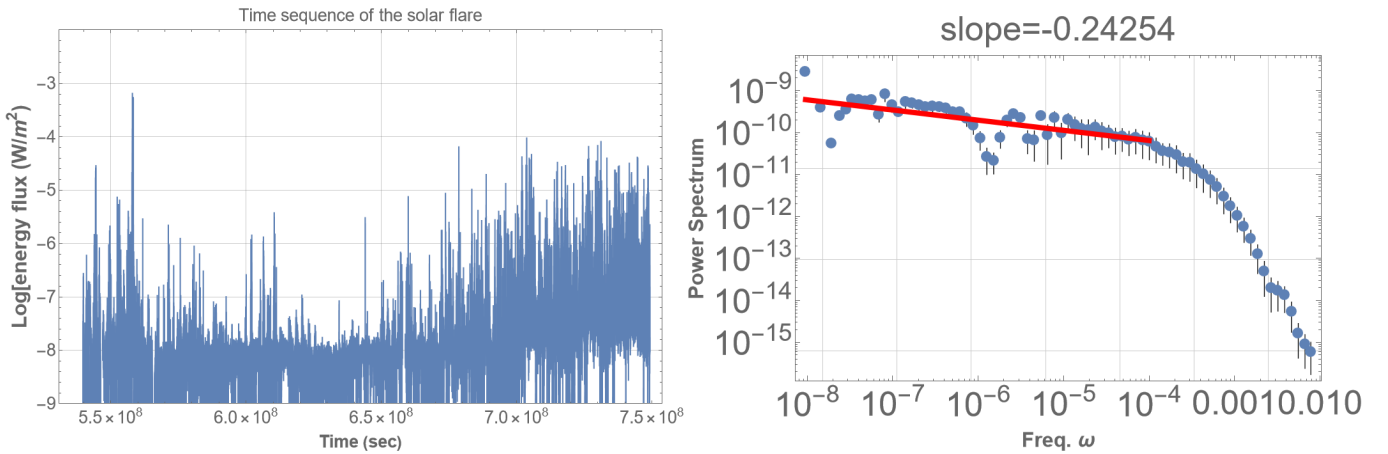 Time sequence of the solar flare
Log[energy flux (W/m²)
-3
-4
-5
-6
-7
-8
-9
5.5×10⁸ 6.0×10⁸ 6.5×10⁸ 7.0×10⁸ 7.5×10⁸
Time (sec)
slope=-0.24254
Power Spectrum
10⁻⁹
10⁻¹⁰
10⁻¹¹
10⁻¹²
10⁻¹³
10⁻¹⁴
10⁻¹⁵
10⁻⁸ 10⁻⁷ 10⁻⁶ 10⁻⁵ 10⁻⁴ 0.0010.010
Freq. ω